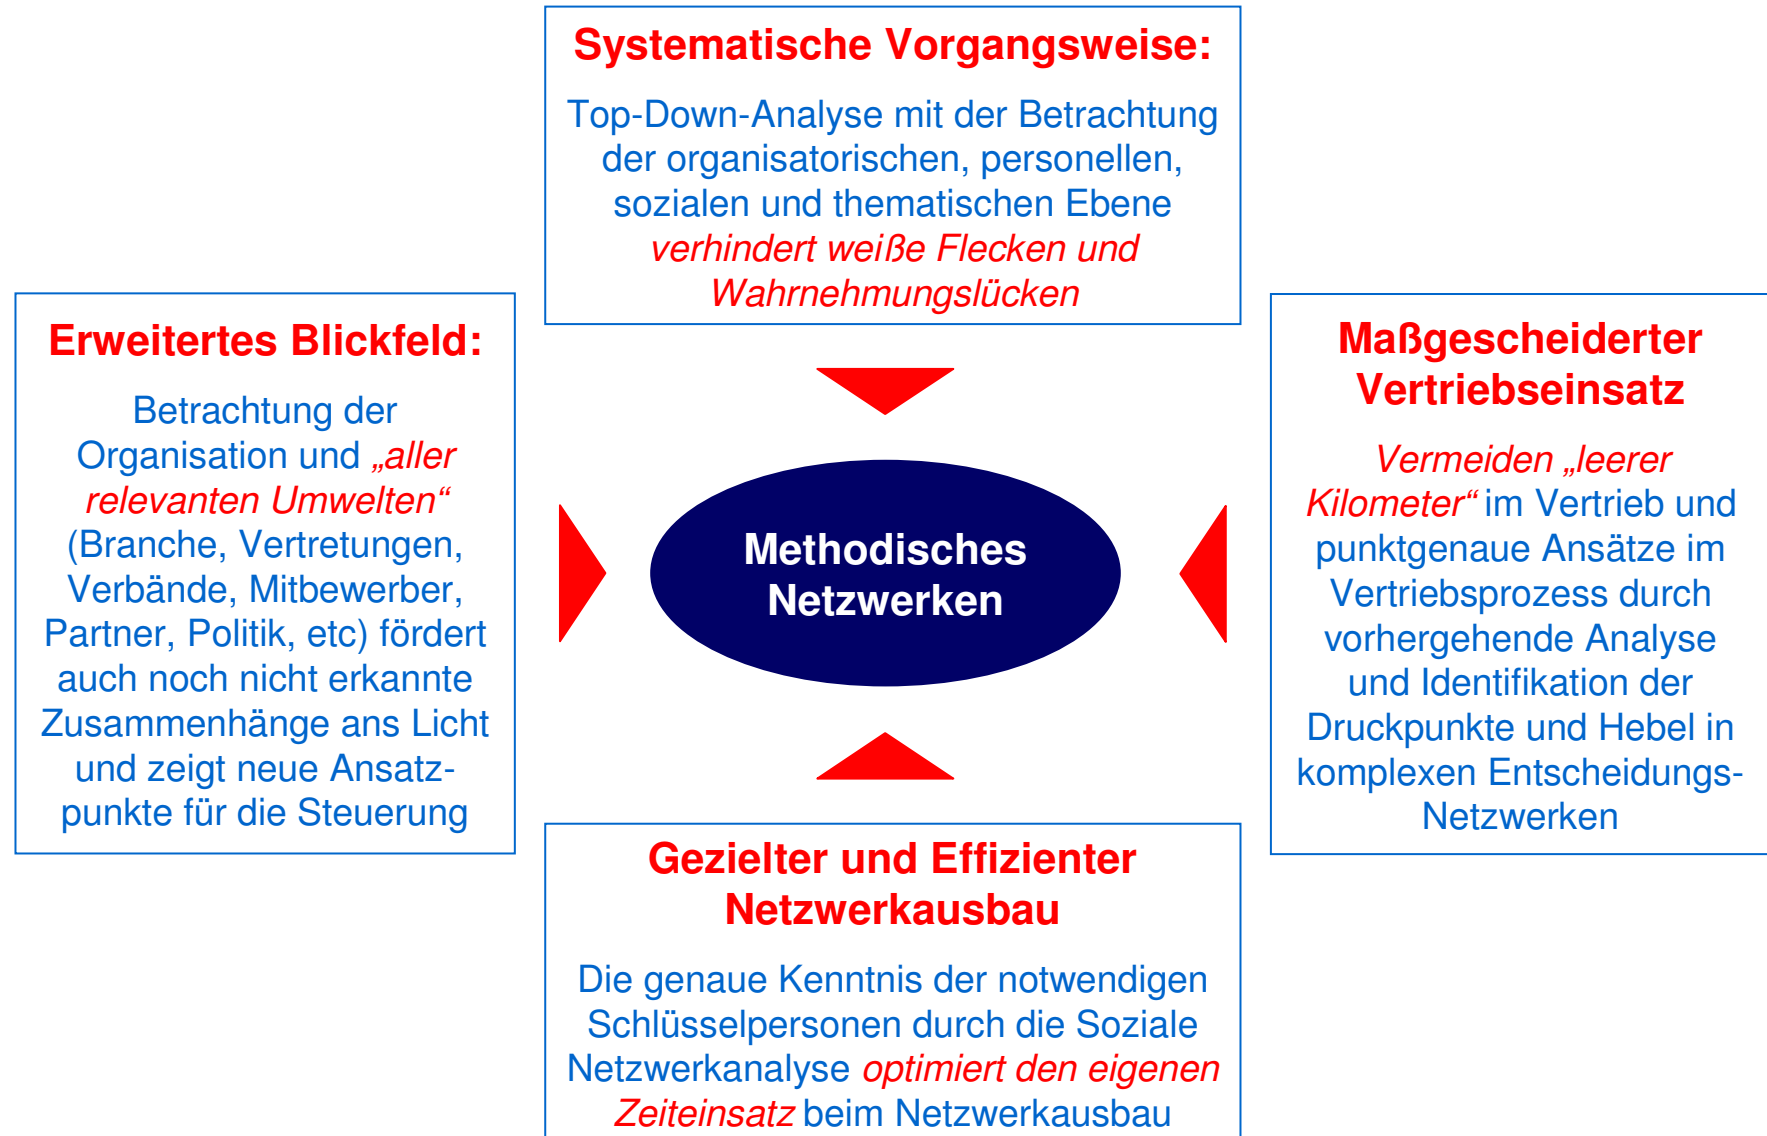 Systematische Vorgangsweise:
Top-Down-Analyse mit der Betrachtung
der organisatorischen, personellen,
sozialen und thematischen Ebene
verhindert weiße Flecken und
Wahrnehmungslücken
Erweitertes Blickfeld:
Betrachtung der
Organisation und „aller
relevanten Umwelten“
(Branche, Vertretungen,
Verbände, Mitbewerber,
Partner, Politik, etc) fördert
auch noch nicht erkannte
Zusammenhänge ans Licht
und zeigt neue Ansatz-
punkte für die Steuerung
Methodisches
Netzwerken
Maßgescheiderter
Vertriebseinsatz
Vermeiden „leerer
Kilometer“ im Vertrieb und
punktgenaue Ansätze im
Vertriebsprozess durch
vorhergehende Analyse
und Identifikation der
Druckpunkte und Hebel in
komplexen Entscheidungs-
Netzwerken
Gezielter und Effizienter
Netzwerkausbau
Die genaue Kenntnis der notwendigen
Schlüsselpersonen durch die Soziale
Netzwerkanalyse optimiert den eigenen
Zeiteinsatz beim Netzwerkausbau